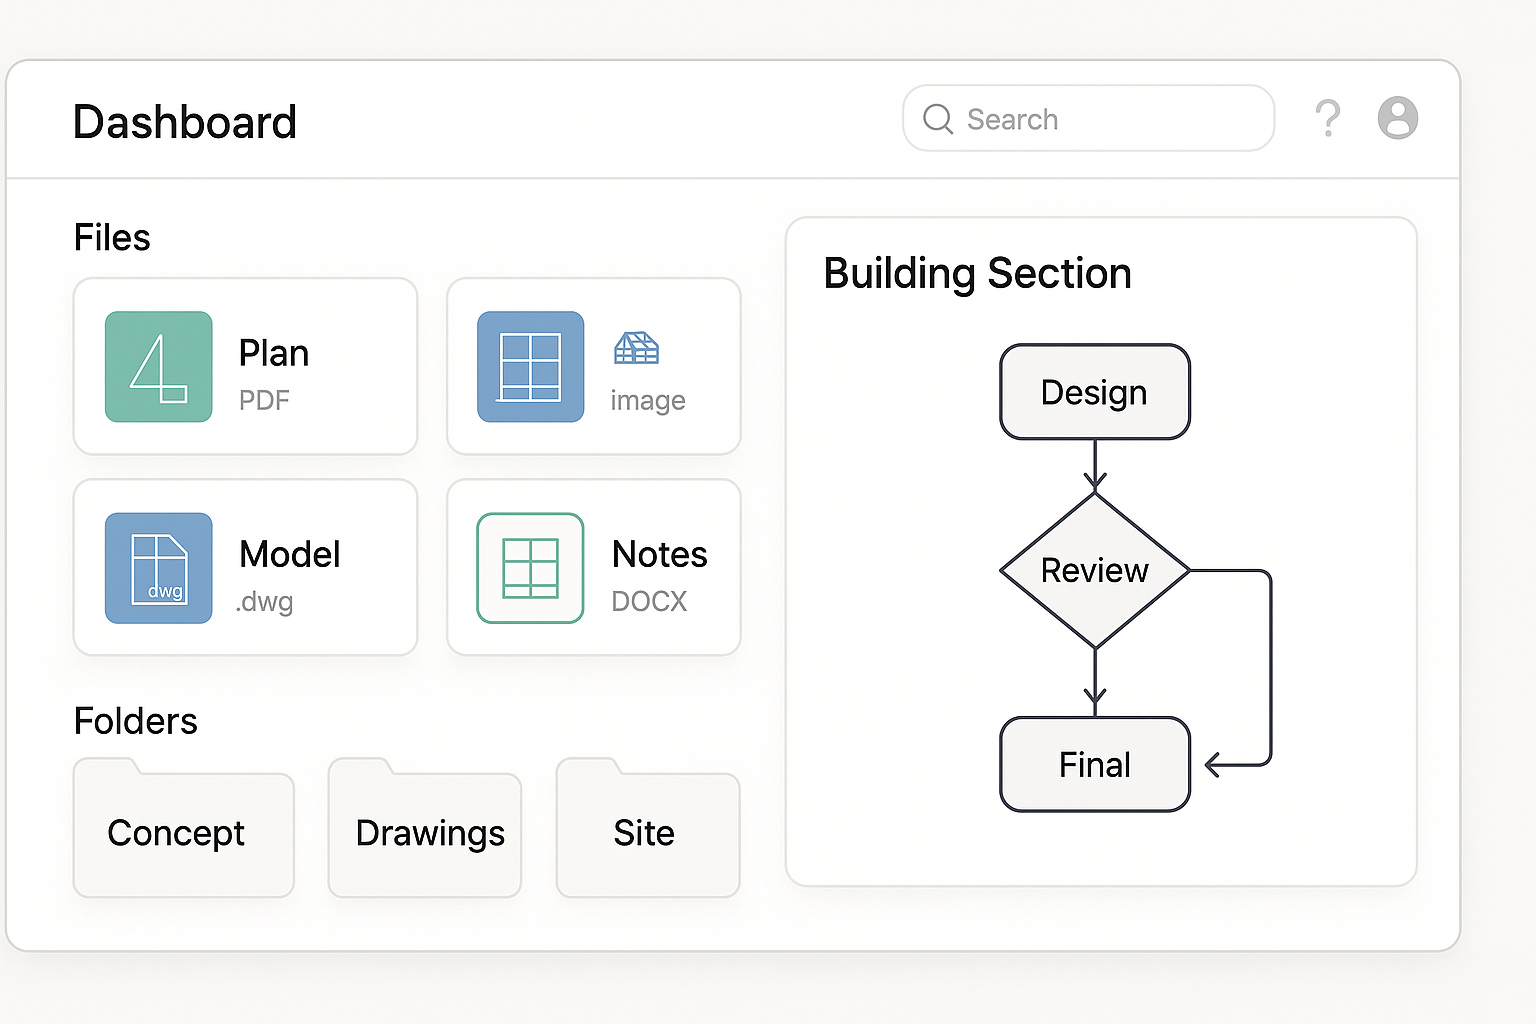 Dashboard
Search
?
Files
Plan
PDF
image
dwg
Model
.dwg
Notes
DOCX
Folders
Concept
Drawings
Site
Building Section
Design
Review
Final